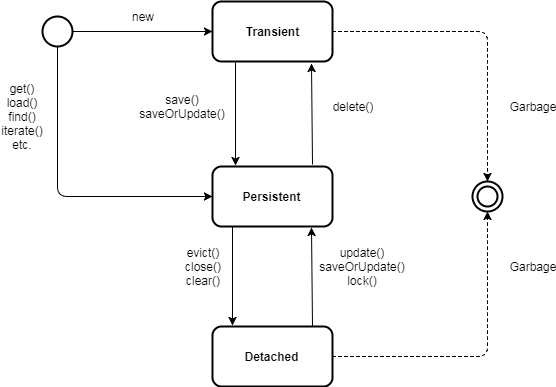 new
Transient
get()
load()
find()
iterate()
etc.
save()
saveOrUpdate()
delete()
Garbage
Persistent
evict()
close()
clear()
update()
saveOrUpdate()
lock()
Garbage
Detached